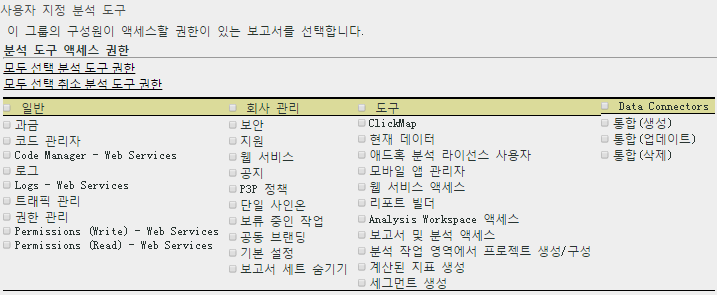 사용자 지정 분석 도구
이 그룹의 구성원이 액세스할 권한이 있는 보고서를 선택합니다.
분석 도구 액세스 권한
모두 선택 분석 도구 권한
모두 선택 취소 분석 도구 권한
일반
과금
코드 관리자
Code Manager - Web Services
로그
Logs - Web Services
트래픽 관리
권한 관리
Permissions (Write) - Web Services
Permissions (Read) - Web Services
회사 관리
보안
지원
웹 서비스
공지
P3P 정책
단일 사인온
보류 중인 작업
공동 브랜딩
기본 설정
보고서 세트 숨기기
도구
ClickMap
현재 데이터
애드혹 분석 라이선스 사용자
모바일 앱 관리자
웹 서비스 액세스
리포트 빌더
Analysis Workspace 액세스
보고서 및 분석 액세스
분석 작업 영역에서 프로젝트 생성/구성
계산된 지표 생성
세그먼트 생성
Data Connectors
통합(생성)
통합(업데이트)
통합(삭제)